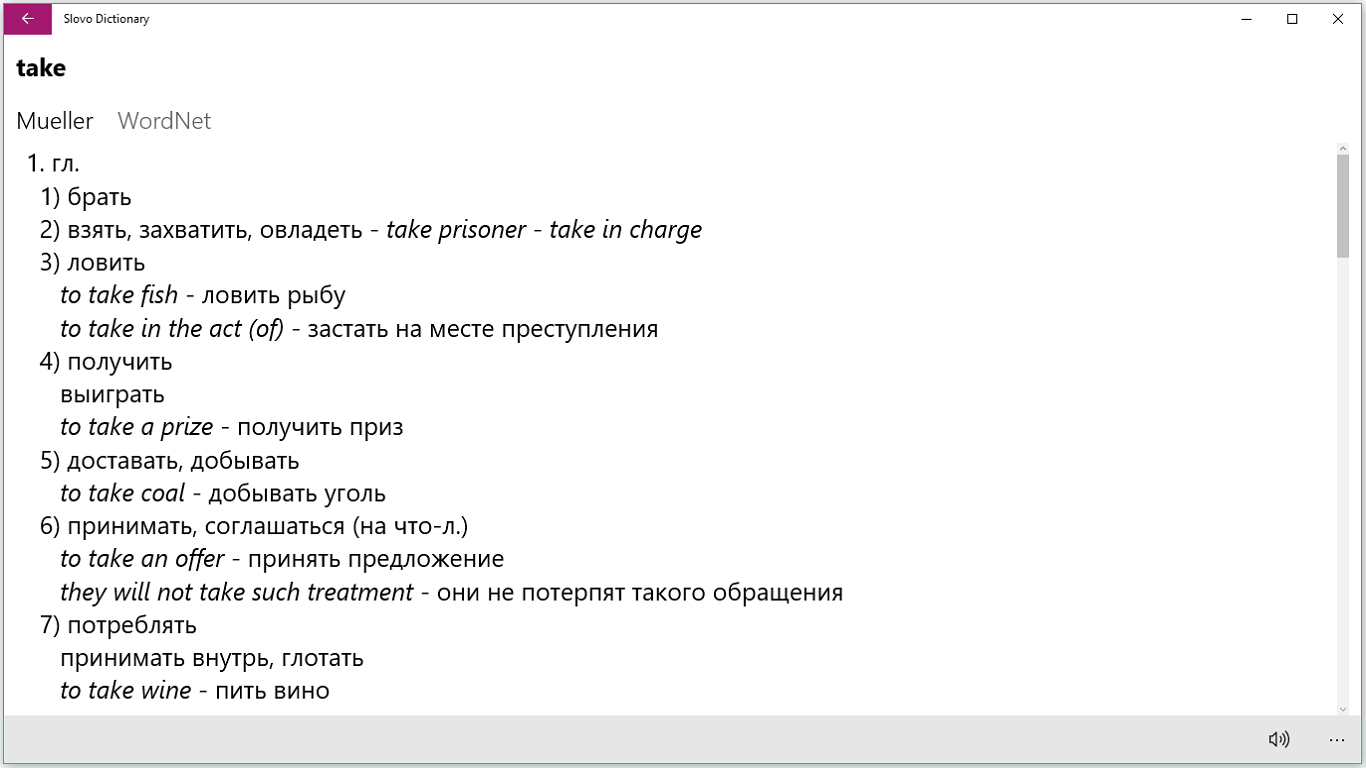 Slovo Dictionary
take
Mueller WordNet
1. гл.
1) брать
2) взять, захватить, овладеть - take prisoner - take in charge
3) ловить
to take fish - ловить рыбу
to take in the act (of) - застать на месте преступления
4) получить
выиграть
to take a prize - получить приз
5) доставать, добывать
to take coal - добывать уголь
6) принимать, соглашаться (на что-л.)
to take an offer - принять предложение
they will not take such treatment - они не потерпят такого обращения
7) потреблять
принимать внутрь, глотать
to take wine - пить вино